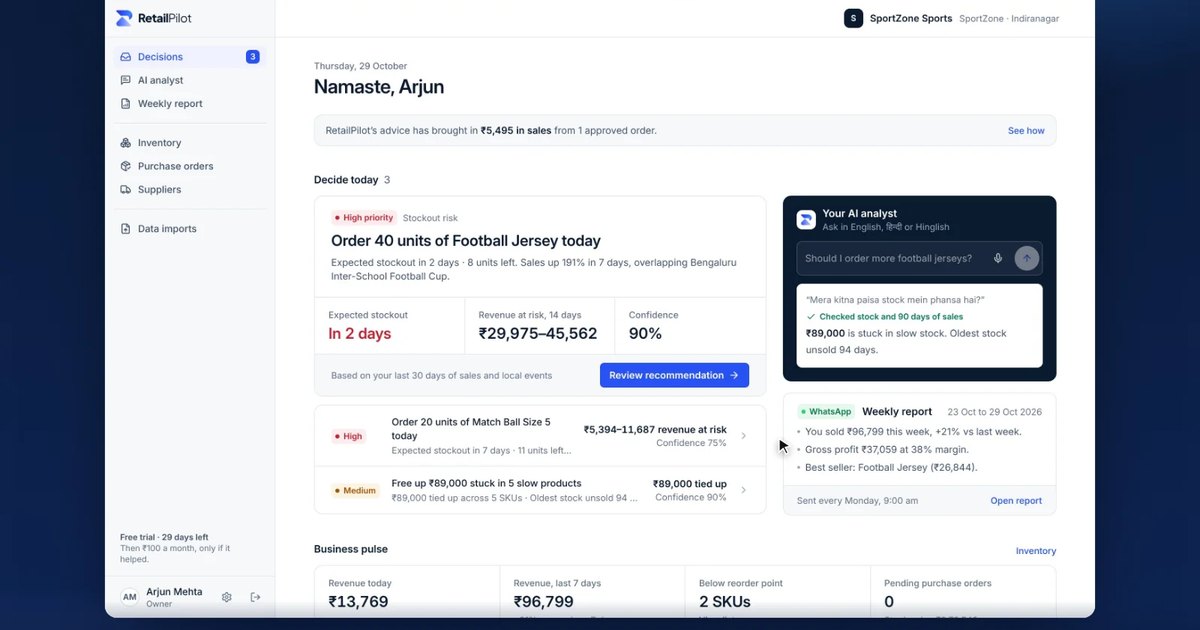 RetailPilot
S SportZone Sports SportZone · Indiranagar
Decisions 3
AI analyst
Weekly report
Inventory
Purchase orders
Suppliers
Data imports
Free trial · 29 days left
Then ₹100 a month, only if it
helped.
AM Arjun Mehta
Owner
Thursday, 29 October
Namaste, Arjun
RetailPilot's advice has brought in ₹5,495 in sales from 1 approved order. See how
Decide today 3
High priority Stockout risk
Order 40 units of Football Jersey today
Expected stockout in 2 days · 8 units left. Sales up 191% in 7 days, overlapping Bengaluru
Inter-School Football Cup.
Expected stockout
In 2 days
Revenue at risk, 14 days
₹29,975–45,562
Confidence
90%
Based on your last 30 days of sales and local events
Review recommendation →
High
Order 20 units of Match Ball Size 5
today
Expected stockout in 7 days · 11 units left...
₹5,394–11,687 revenue at risk
Confidence 75%
Medium
Free up ₹89,000 stuck in 5 slow products
₹89,000 tied up across 5 SKUs · Oldest stock unsold 94 ...
₹89,000 tied up
Confidence 90%
Your AI analyst
Ask in English, हिन्दी or Hinglish
Should I order more football jerseys?
"Mera kitna paisa stock mein phansa hai?"
✓ Checked stock and 90 days of sales
₹89,000 is stuck in slow stock. Oldest stock
unsold 94 days.
WhatsApp Weekly report 23 Oct to 29 Oct 2026
• You sold ₹96,799 this week, +21% vs last week.
• Gross profit ₹37,059 at 38% margin.
• Best seller: Football Jersey (₹26,844).
Sent every Monday, 9:00 am Open report
Business pulse Inventory
Revenue today
₹13,769
Revenue, last 7 days
₹96,799
Below reorder point
2 SKUs
Pending purchase orders
0